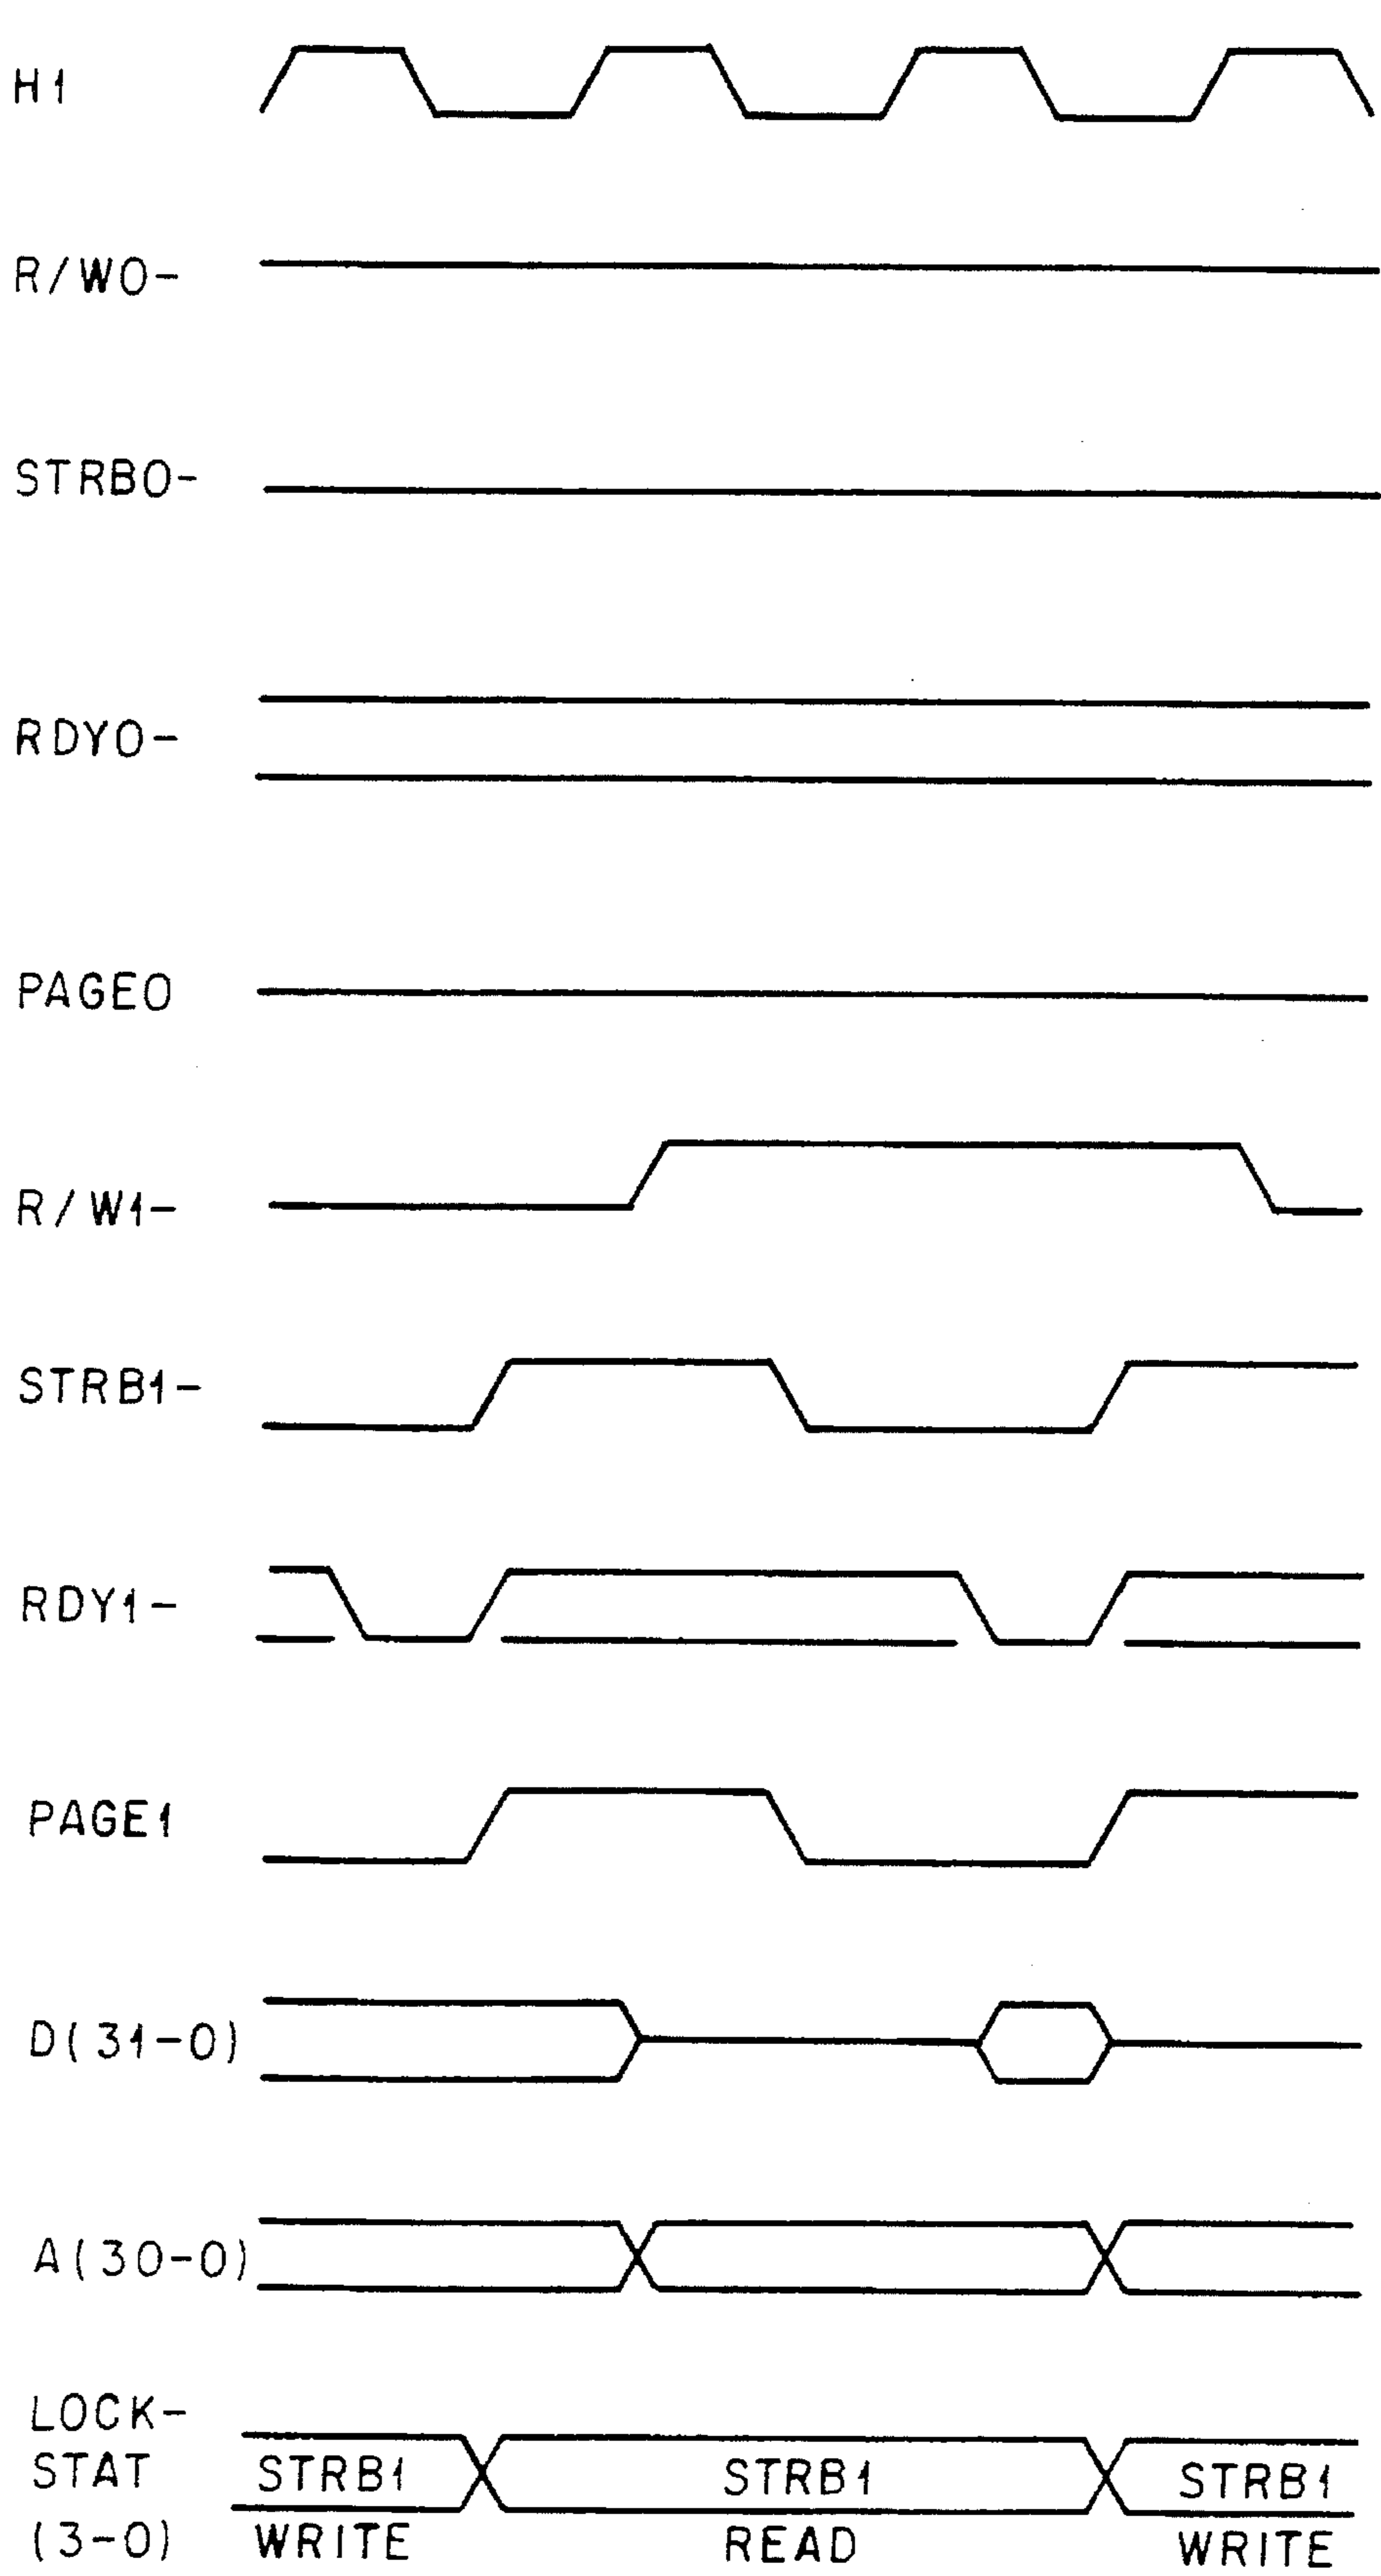 H1
R/W0-
STRB0-
RDY0-
PAGE0
R/W1-
STRB1-
RDY1-
PAGE1
D(31-0)
A(30-0)
LOCK-
STAT STRB1 STRB1 STRB1
(3-0) WRITE READ WRITE